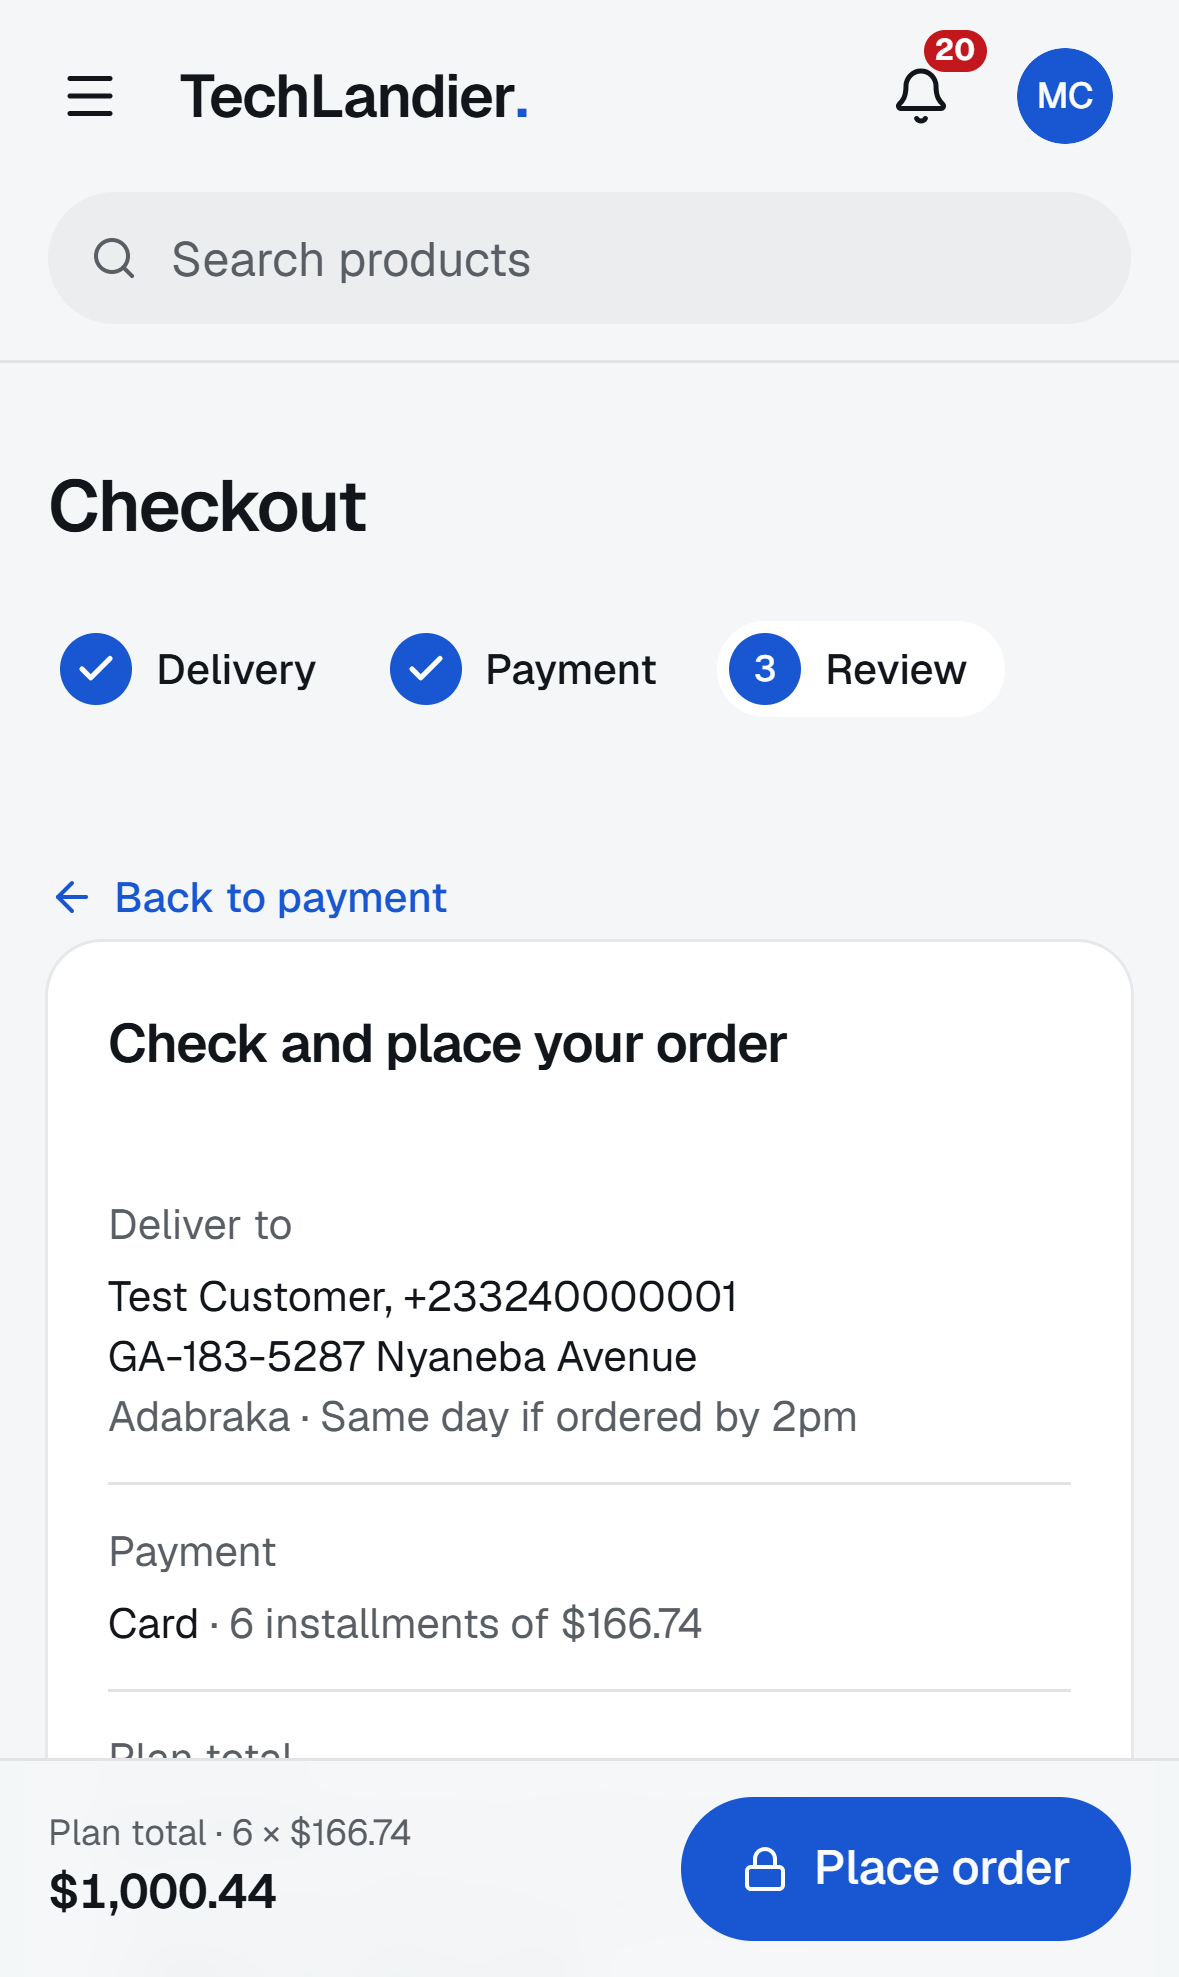 20
TechLandier.
MC
Search products
Checkout
Delivery
Payment
3 Review
Back to payment
Check and place your order
Deliver to
Test Customer, +233240000001
GA-183-5287 Nyaneba Avenue
Adabraka · Same day if ordered by 2pm
Payment
Card · 6 installments of $166.74
Plan total
Plan total · 6 × $166.74
$1,000.44
Place order